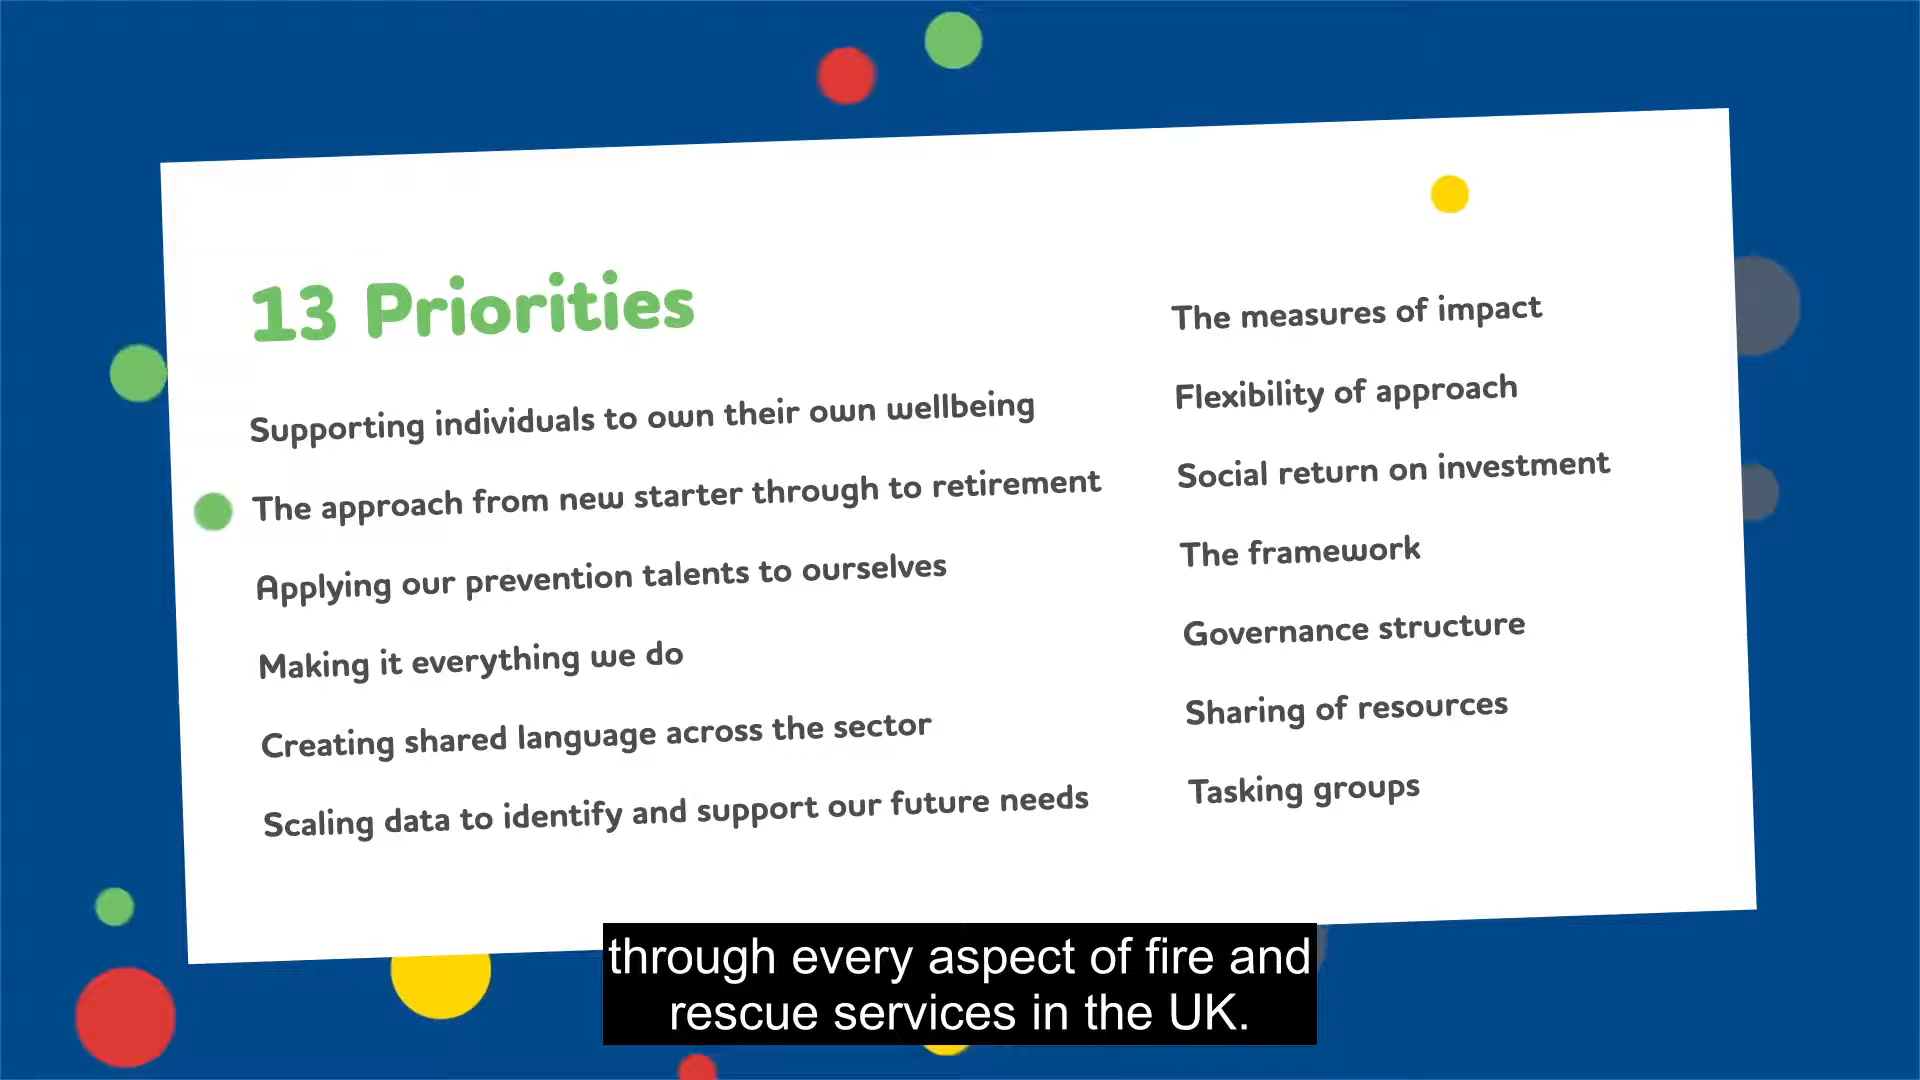 13 Priorities
Supporting individuals to own their own wellbeing
The approach from new starter through to retirement
Applying our prevention talents to ourselves
Making it everything we do
Creating shared language across the sector
Scaling data to identify and support our future needs
The measures of impact
Flexibility of approach
Social return on investment
The framework
Governance structure
Sharing of resources
Tasking groups
through every aspect of fire and
rescue services in the UK.